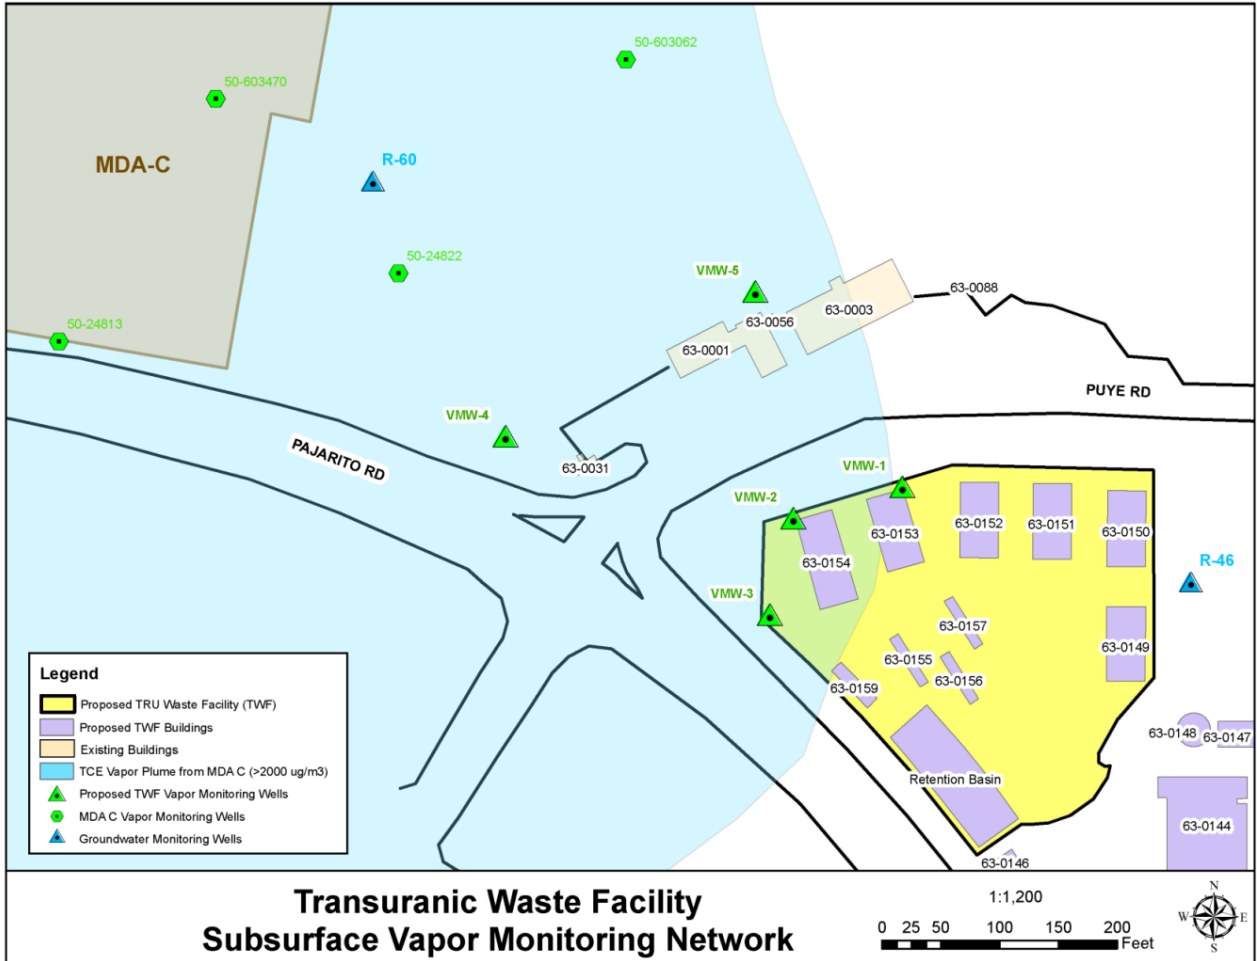 50-603062
50-603470
MDA-C
R-60
50-24822
VMW-5
63-0088
63-0003
63-0056
50-24813
63-0001
PUYE RD
VMW-4
PAJARITO RD
63-0031
VMW-1
VMW-2
63-0152
63-0151
63-0150
63-0153
63-0154
R-46
VMW-3
63-0157
63-0149
63-0155
63-0156
63-0159
63-0148
63-0147
Retention Basin
63-0144
63-0146
Legend
Proposed TRU Waste Facility (TWF)
Proposed TWF Buildings
Existing Buildings
TCE Vapor Plume from MDA C (>2000 ug/m3)
Proposed TWF Vapor Monitoring Wells
MDA C Vapor Monitoring Wells
Groundwater Monitoring Wells
Transuranic Waste Facility
Subsurface Vapor Monitoring Network
1:1,200
0 25 50 100 150 200
Feet
N
W E
S